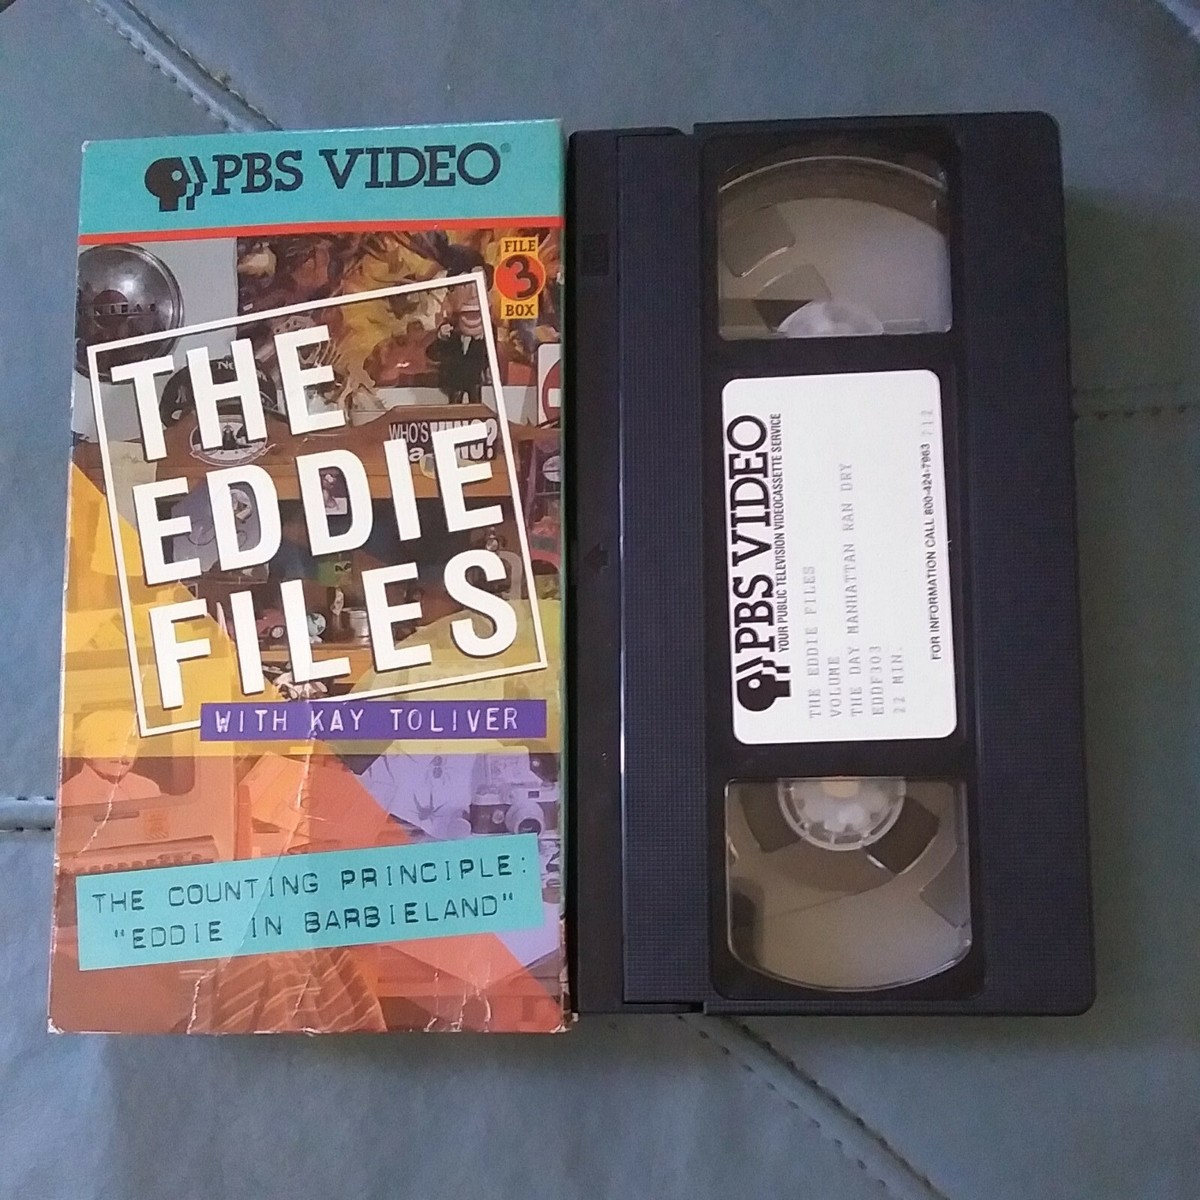 PBS VIDEO®
FILE
3
BOX
THE
EDDIE
FILES
WHO'S
WITH KAY TOLIVER
THE COUNTING PRINCIPLE:
"EDDIE IN BARBIELAND"
PBS VIDEO
YOUR PUBLIC TELEVISION VIDEOCASSETTE SERVICE
THE EDDIE FILES
VOLUME
THE DAY MANHATTAN RAN DRY
EDDF303
22 MIN.
FOR INFORMATION CALL 800-424-7963 712